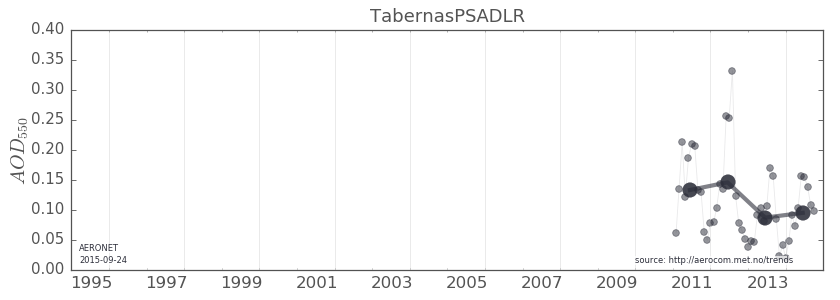 TabernasPSADLR
0.40
0.35
0.30
0.25
0.20
0.15
0.10
0.05
0.00
AOD550
AERONET
2015-09-24
source: http://aerocom.met.no/trends
1995 1997 1999 2001 2003 2005 2007 2009 2011 2013